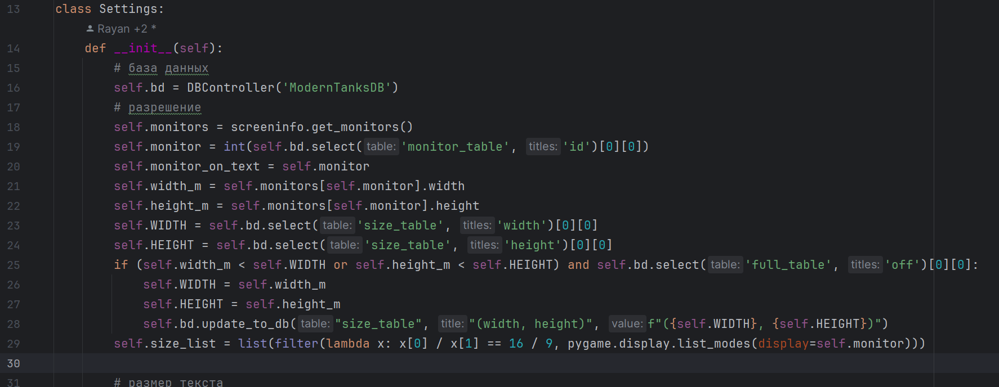 13 class Settings:
Rayan +2 *
14 def __init__(self):
15 # база данных
16 self.bd = DBController('ModernTanksDB')
17 # разрешение
18 self.monitors = screeninfo.get_monitors()
19 self.monitor = int(self.bd.select(table: 'monitor_table', titles: 'id')[0][0])
20 self.monitor_on_text = self.monitor
21 self.width_m = self.monitors[self.monitor].width
22 self.height_m = self.monitors[self.monitor].height
23 self.WIDTH = self.bd.select(table: 'size_table', titles: 'width')[0][0]
24 self.HEIGHT = self.bd.select(table: 'size_table', titles: 'height')[0][0]
25 if (self.width_m < self.WIDTH or self.height_m < self.HEIGHT) and self.bd.select(table: 'full_table', titles: 'off')[0][0]:
26 self.WIDTH = self.width_m
27 self.HEIGHT = self.height_m
28 self.bd.update_to_db(table: "size_table", title: "(width, height)", value: f"({self.WIDTH}, {self.HEIGHT})")
29 self.size_list = list(filter(lambda x: x[0] / x[1] == 16 / 9, pygame.display.list_modes(display=self.monitor)))
30
31 # размер текста